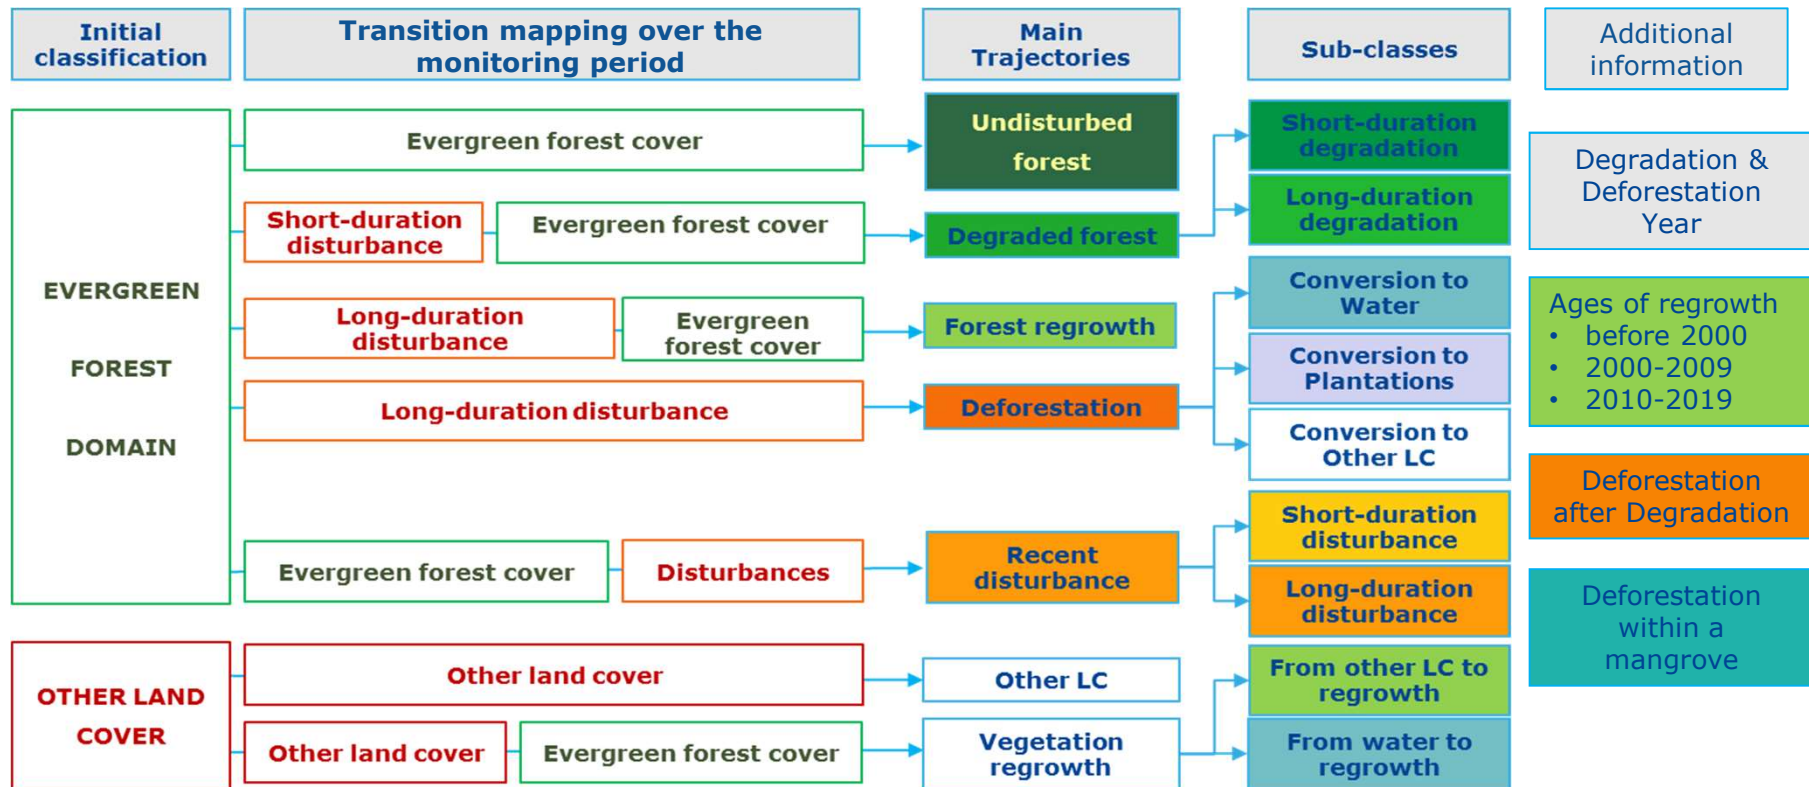 Initial
classification
Transition mapping over the
monitoring period
Main
Trajectories
Sub-classes
Additional
information
EVERGREEN
FOREST
DOMAIN
Evergreen forest cover
Undisturbed
forest
Short-duration
degradation
Long-duration
degradation
Short-duration
disturbance
Evergreen forest cover
Degraded forest
Long-duration
disturbance
Evergreen
forest cover
Forest regrowth
Conversion to
Water
Conversion to
Plantations
Conversion to
Other LC
Long-duration disturbance
Deforestation
Evergreen forest cover
Disturbances
Recent
disturbance
Short-duration
disturbance
Long-duration
disturbance
OTHER LAND
COVER
Other land cover
Other LC
Other land cover
Evergreen forest cover
Vegetation
regrowth
From other LC to
regrowth
From water to
regrowth
Degradation &
Deforestation
Year
Ages of regrowth
• before 2000
• 2000-2009
• 2010-2019
Deforestation
after Degradation
Deforestation
within a
mangrove